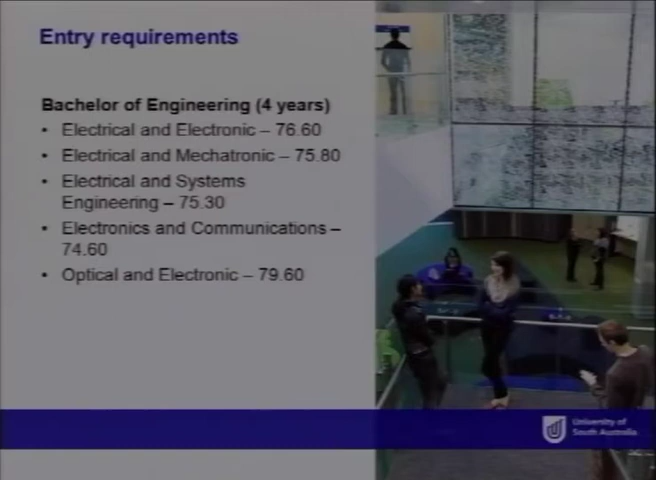 Entry requirements
Bachelor of Engineering (4 years)
• Electrical and Electronic – 76.60
• Electrical and Mechatronic – 75.80
• Electrical and Systems
Engineering – 75.30
• Electronics and Communications –
74.60
• Optical and Electronic – 79.60
University of
South Australia